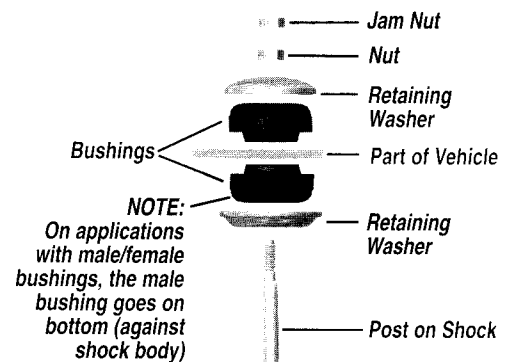 Jam Nut
Nut
Retaining
Washer
Bushings
Part of Vehicle
NOTE:
On applications
with male/female
bushings, the male
bushing goes on
bottom (against
shock body)
Retaining
Washer
Post on Shock